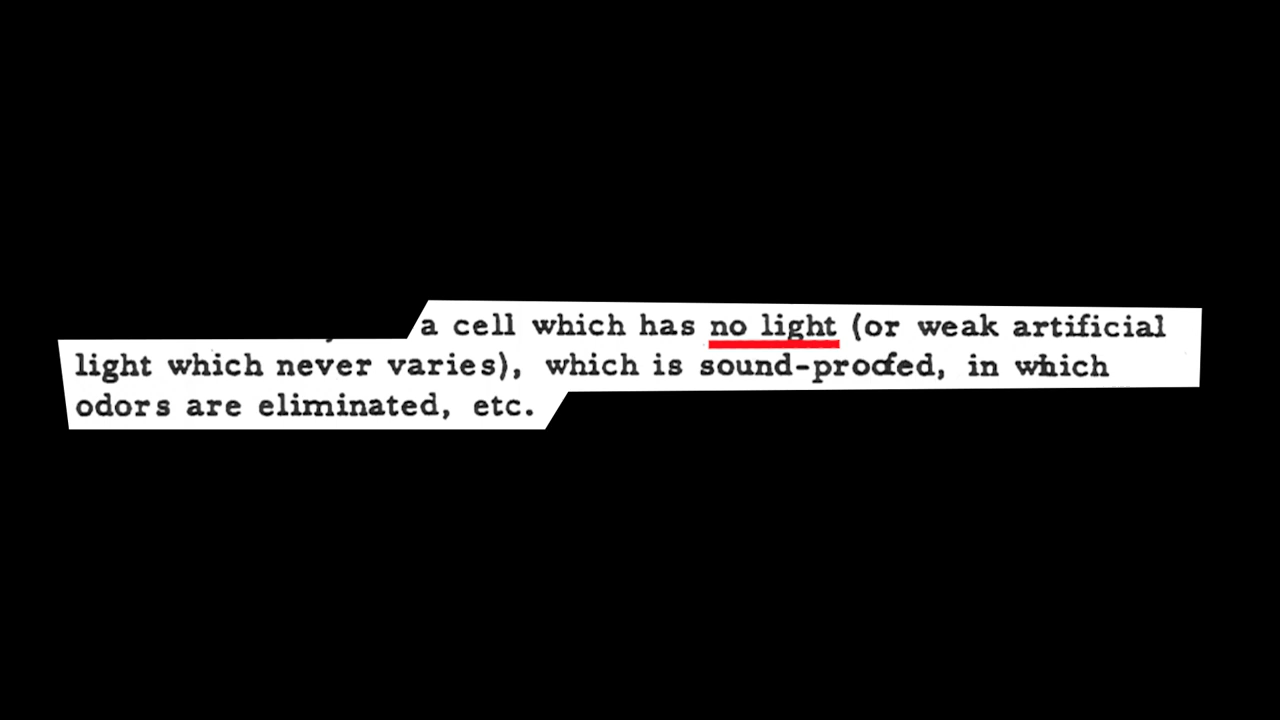 a cell which has no light (or weak artificial
light which never varies), which is sound-proofed, in which
odors are eliminated, etc.